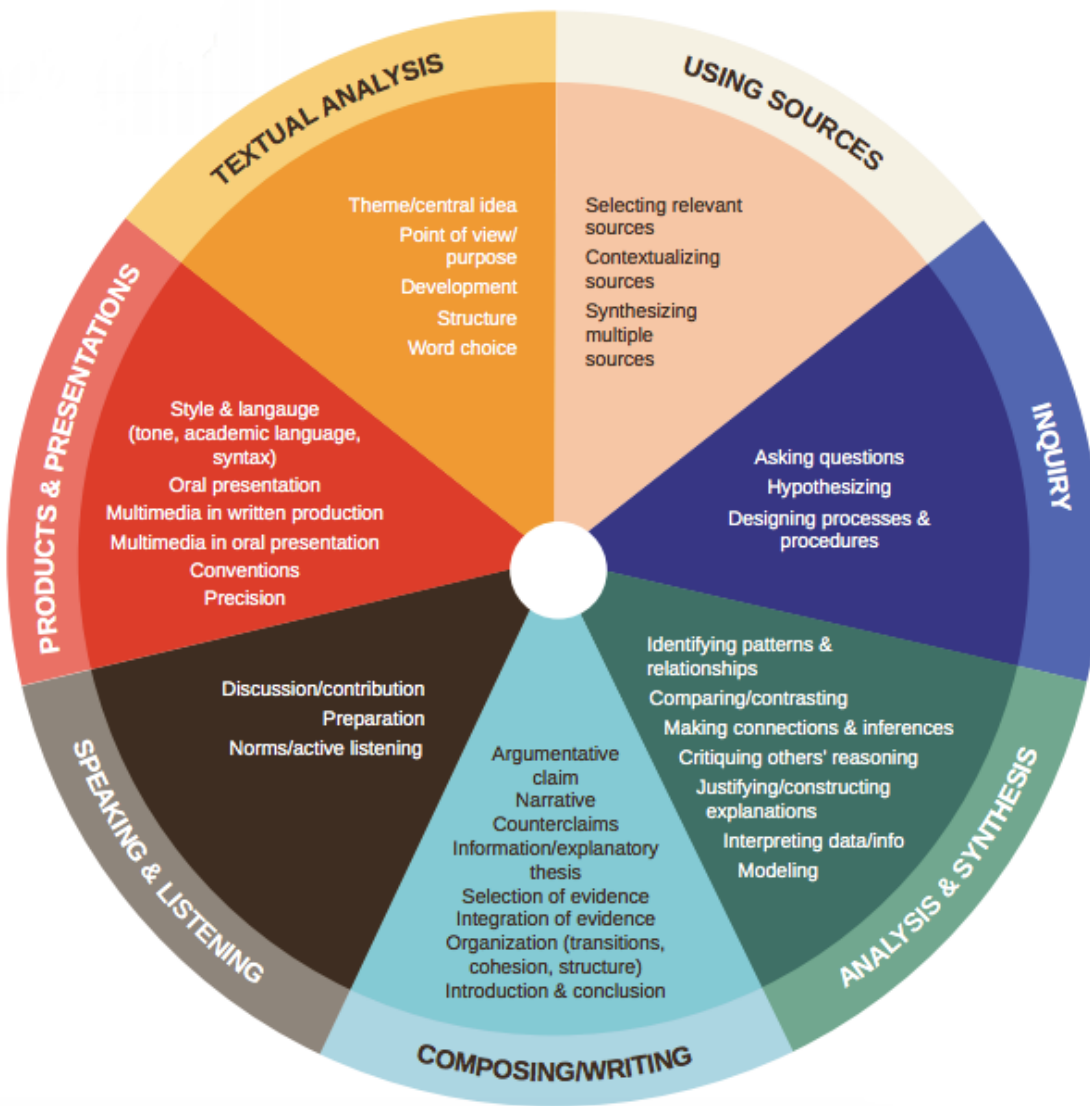 TEXTUAL ANALYSIS
Theme/central idea
Point of view/
purpose
Development
Structure
Word choice
USING SOURCES
Selecting relevant
sources
Contextualizing
sources
Synthesizing
multiple
sources
INQUIRY
Asking questions
Hypothesizing
Designing processes &
procedures
ANALYSIS & SYNTHESIS
Identifying patterns &
relationships
Comparing/contrasting
Making connections & inferences
Critiquing others' reasoning
Justifying/constructing
explanations
Interpreting data/info
Modeling
COMPOSING/WRITING
Argumentative
claim
Narrative
Counterclaims
Information/explanatory
thesis
Selection of evidence
Integration of evidence
Organization (transitions,
cohesion, structure)
Introduction & conclusion
SPEAKING & LISTENING
Discussion/contribution
Preparation
Norms/active listening
PRODUCTS & PRESENTATIONS
Style & langauge
(tone, academic language,
syntax)
Oral presentation
Multimedia in written production
Multimedia in oral presentation
Conventions
Precision